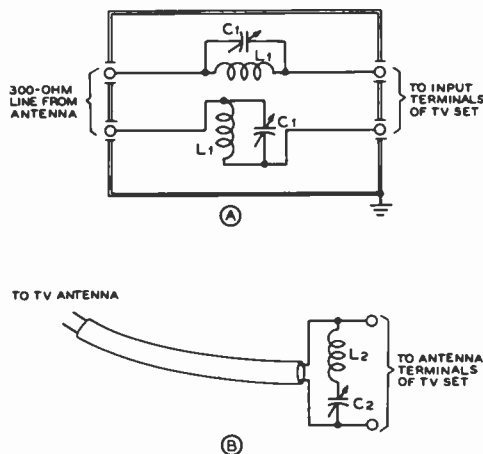 C1
L1
300-OHM
LINE FROM
ANTENNA
TO INPUT
TERMINALS
OF TV SET
L1
C1
A
TO TV ANTENNA
L2
C2
TO ANTENNA
TERMINALS
OF TV SET
B